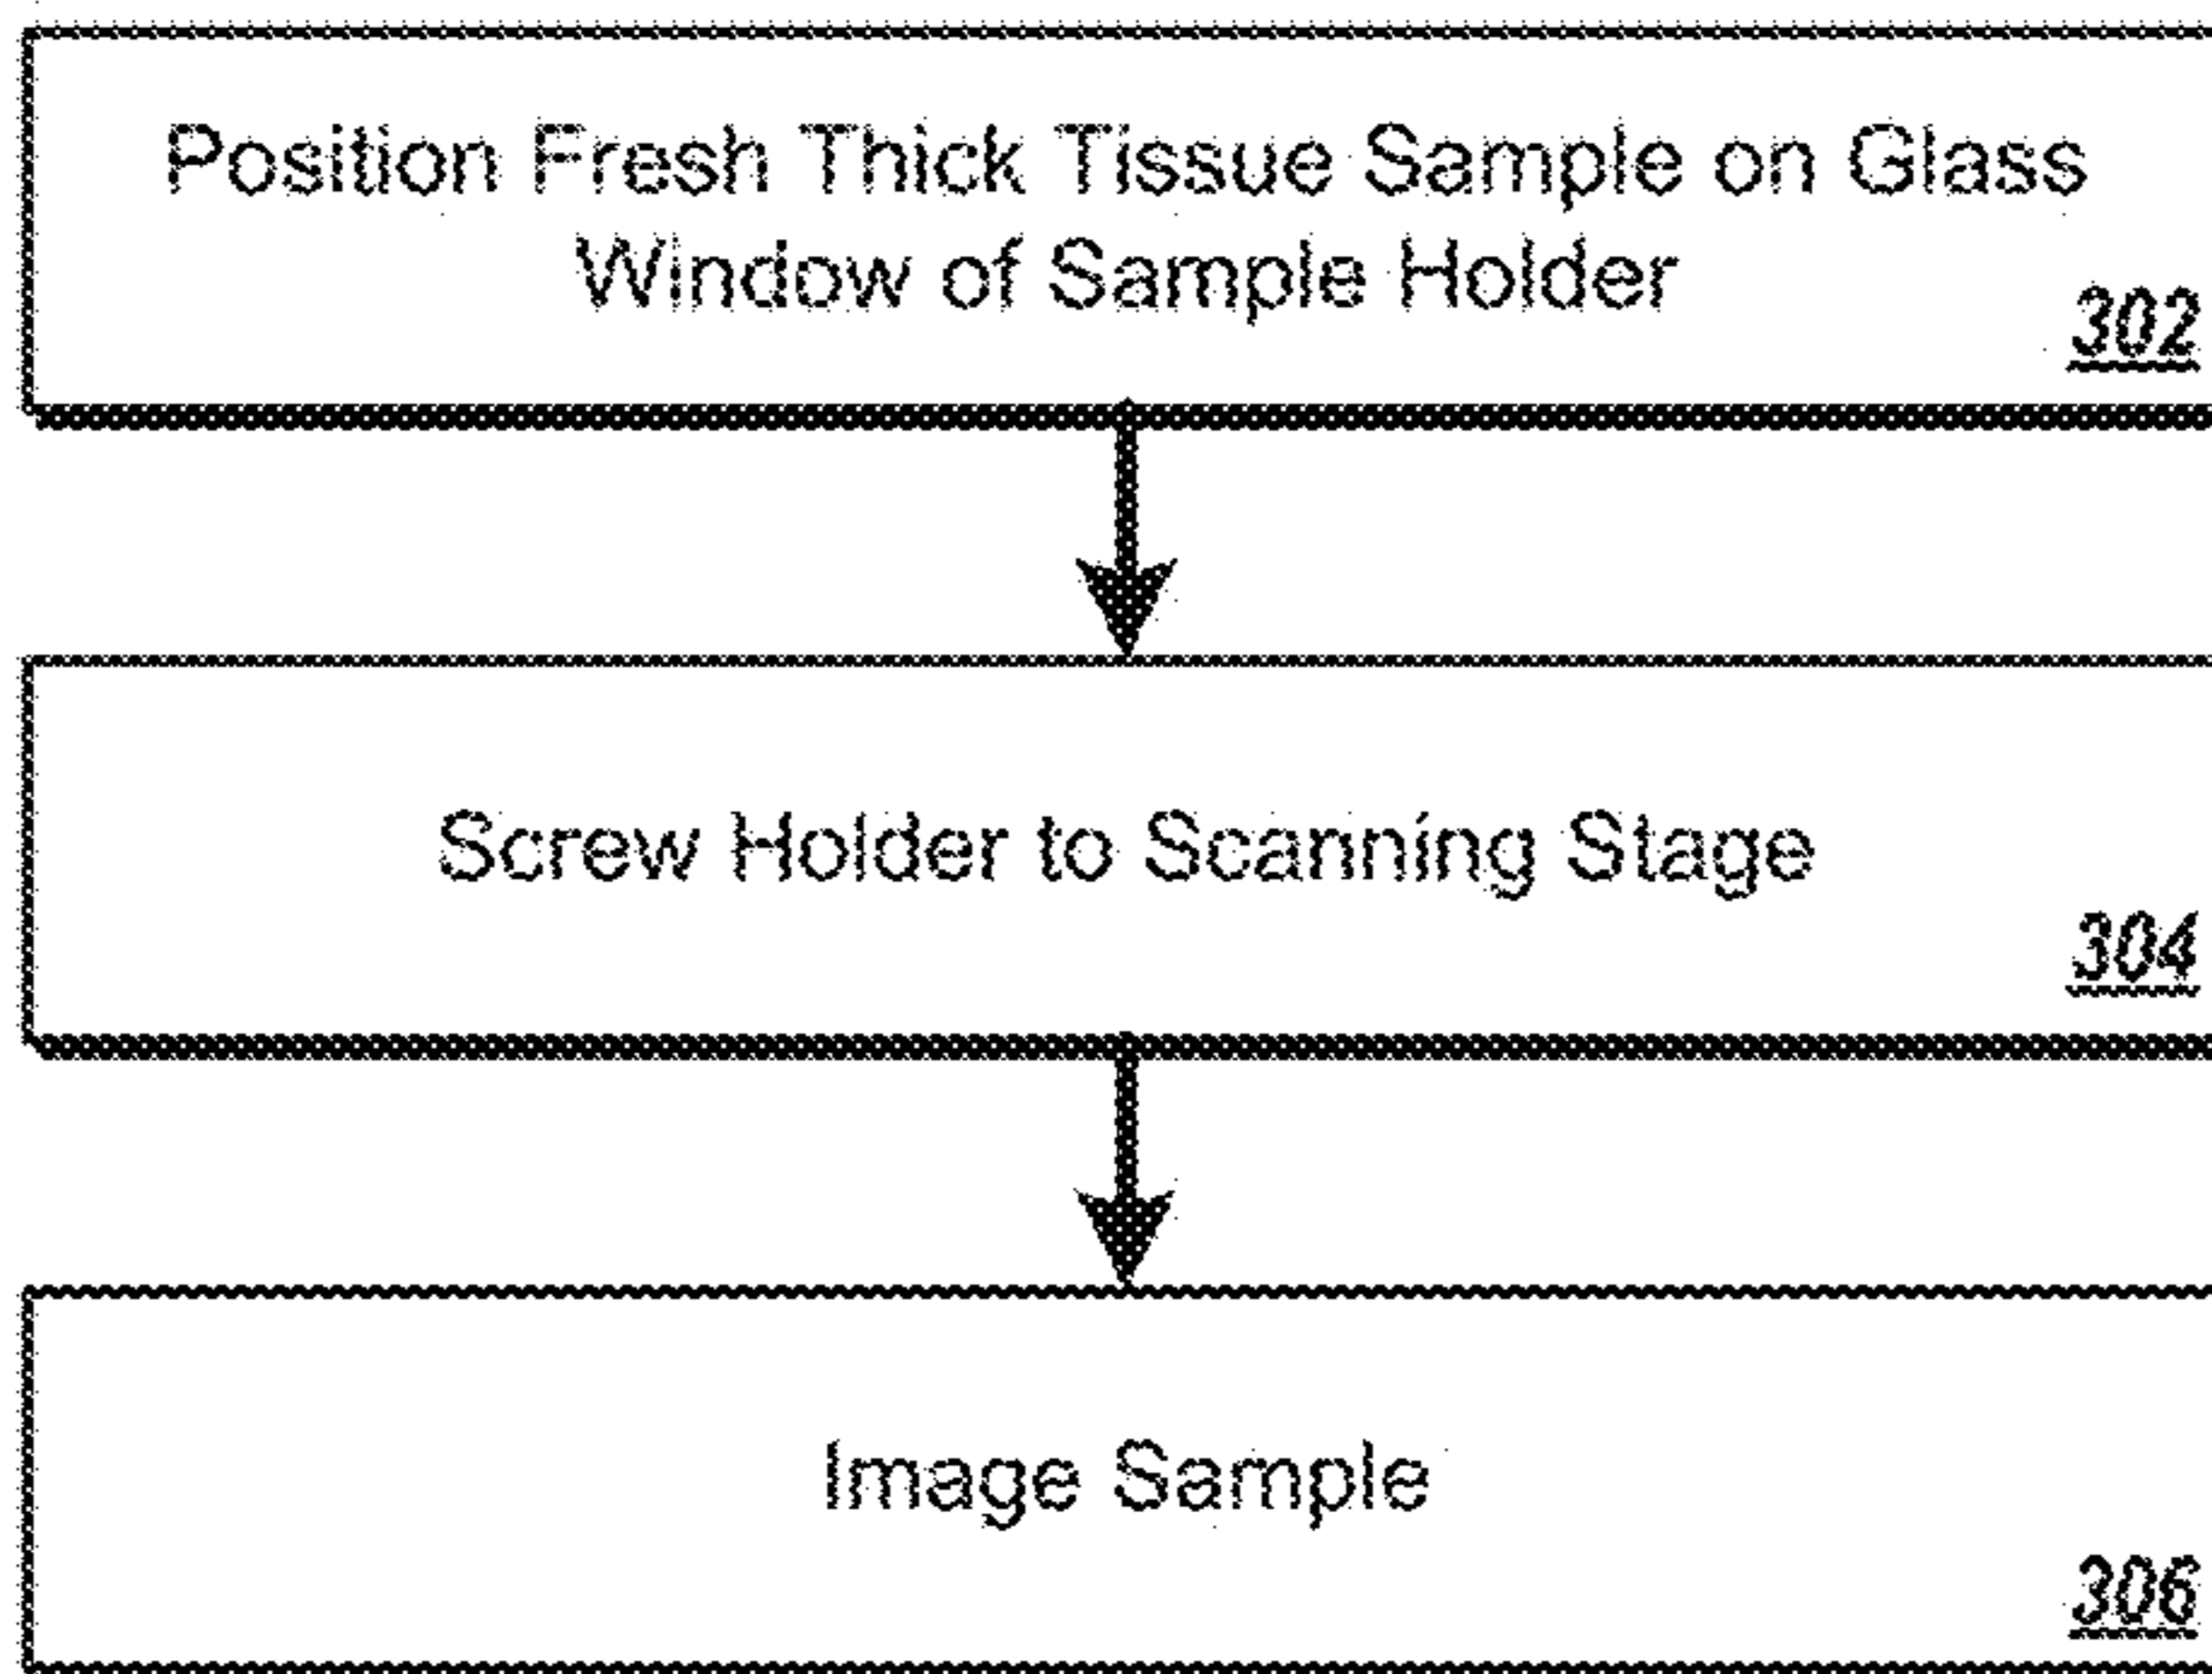 Position Fresh Thick Tissue Sample on Glass
Window of Sample Holder
302
Screw Holder to Scanning Stage
304
Image Sample
306